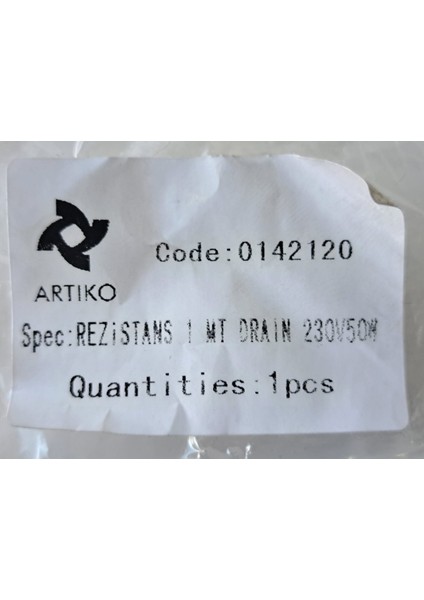 Code:0142120
ARTIKO
Spec:REZiSTANS 1 MT DRAIN 230V50W
Quantities:1pcs